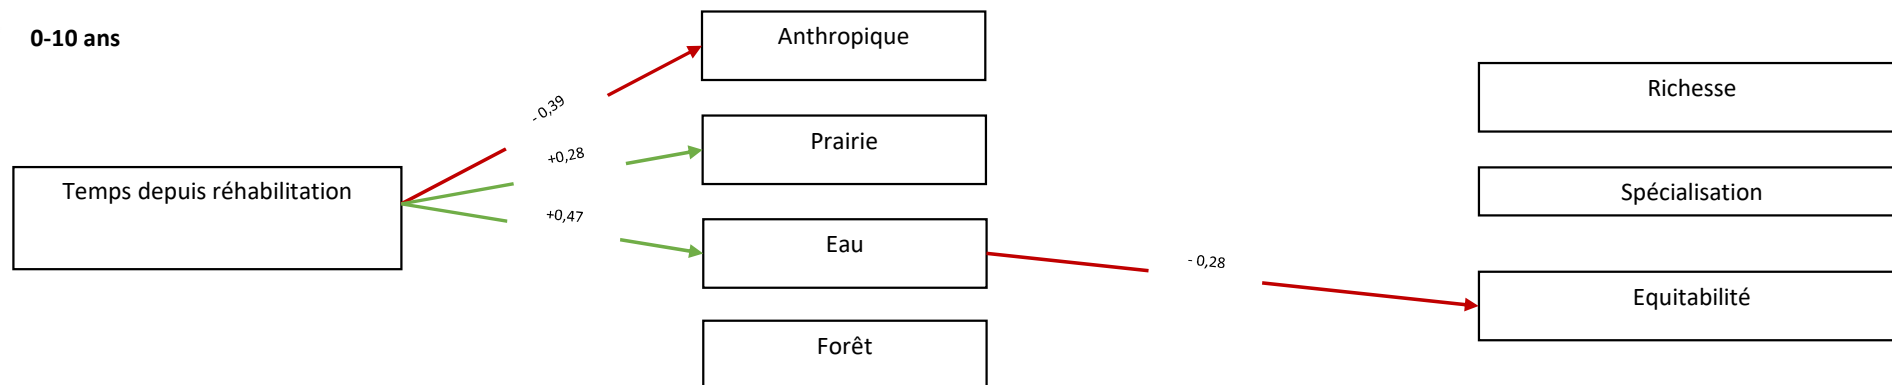 0-10 ans
Anthropique
Richesse
- 0,39
Prairie
+0,28
Temps depuis réhabilitation
Spécialisation
+0,47
Eau
- 0,28
Equitabilité
Forêt